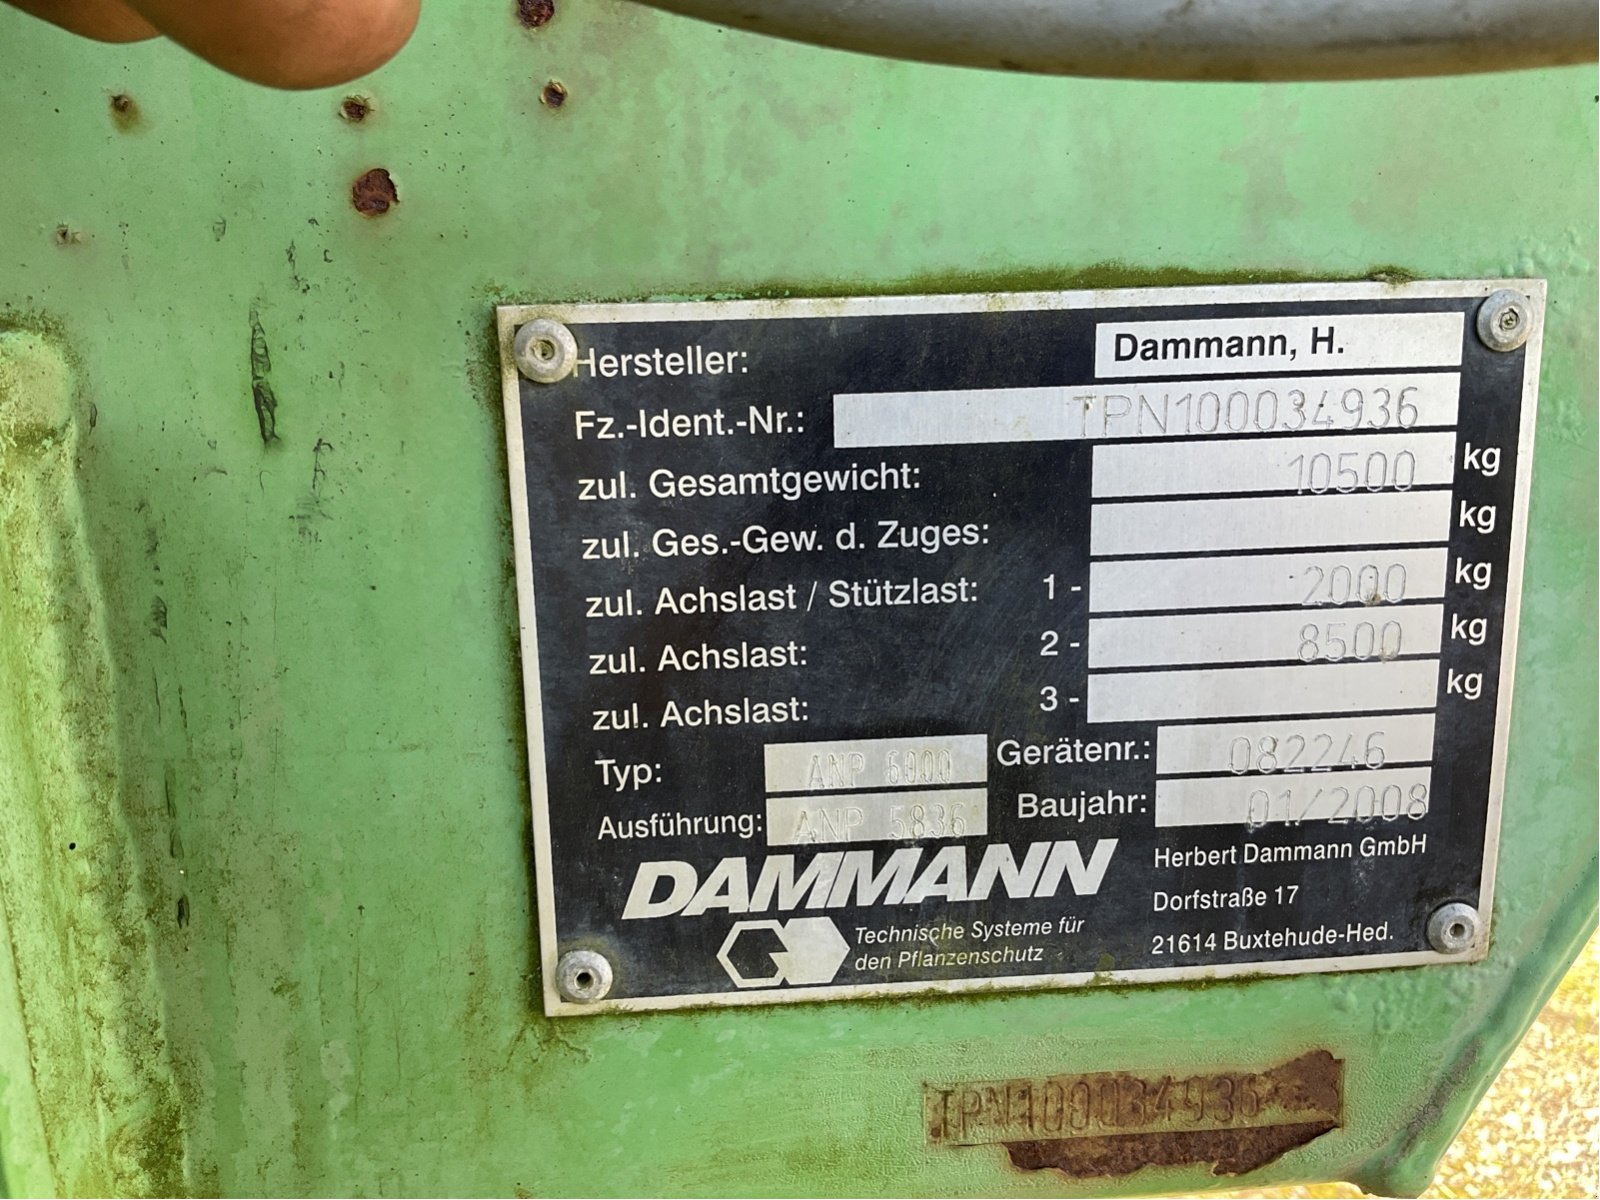 Hersteller: Dammann, H.
Fz.-Ident.-Nr.: TPN100034936
zul. Gesamtgewicht: 10500 kg
zul. Ges.-Gew. d. Zuges: kg
zul. Achslast / Stützlast: 1 - 2000 kg
zul. Achslast: 2 - 8500 kg
zul. Achslast: 3 - kg
Typ: ANP 6000 Gerätenr.: 082246
Ausführung: ANP 5836 Baujahr: 01/2008
DAMMANN
Technische Systeme für
den Pflanzenschutz
Herbert Dammann GmbH
Dorfstraße 17
21614 Buxtehude-Hed.
TPN100034936